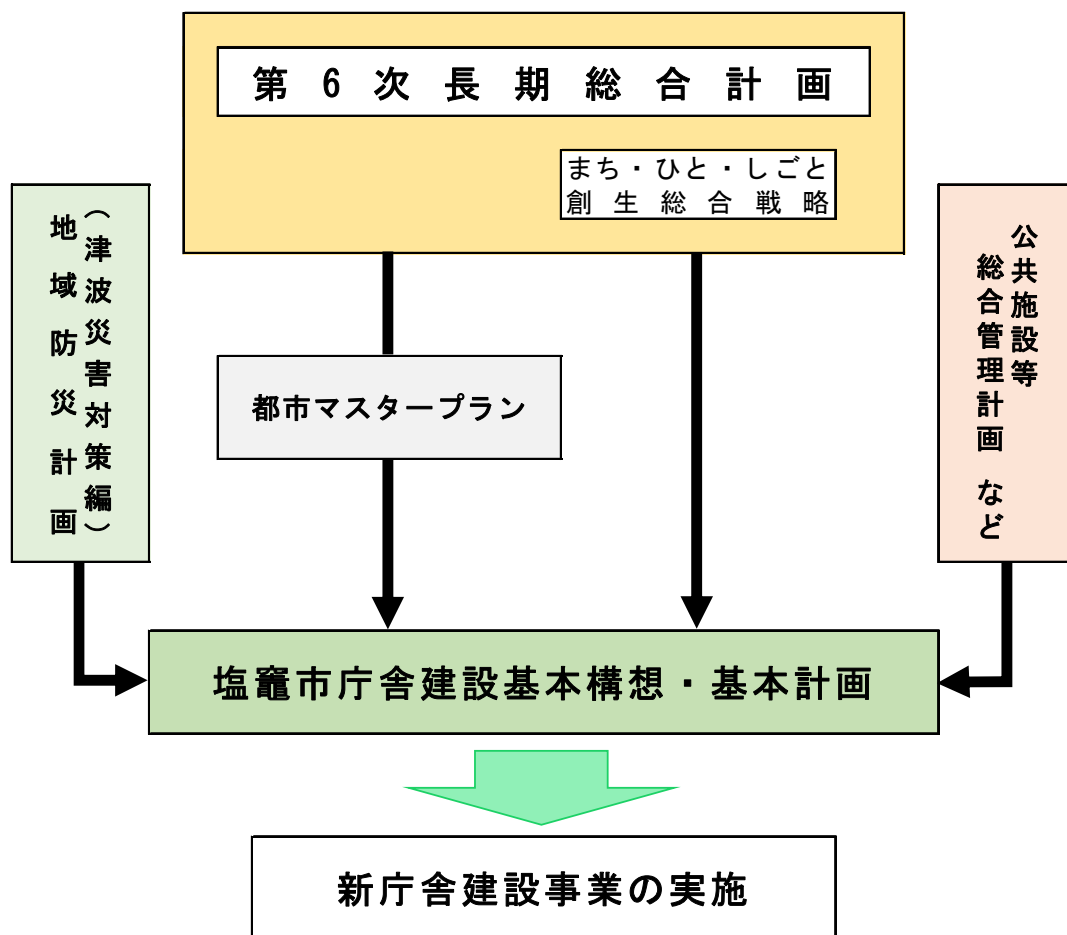 第6次長期総合計画
まち・ひと・しごと
創生総合戦略
地域防災計画
（津波災害対策編）
都市マスタープラン
公共施設等
総合管理計画 など
塩竈市庁舎建設基本構想・基本計画
新庁舎建設事業の実施